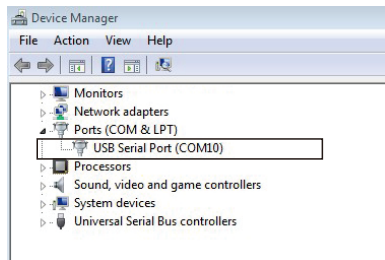 Device Manager
File Action View Help
Monitors
Network adapters
Ports (COM & LPT)
USB Serial Port (COM10)
Processors
Sound, video and game controllers
System devices
Universal Serial Bus controllers